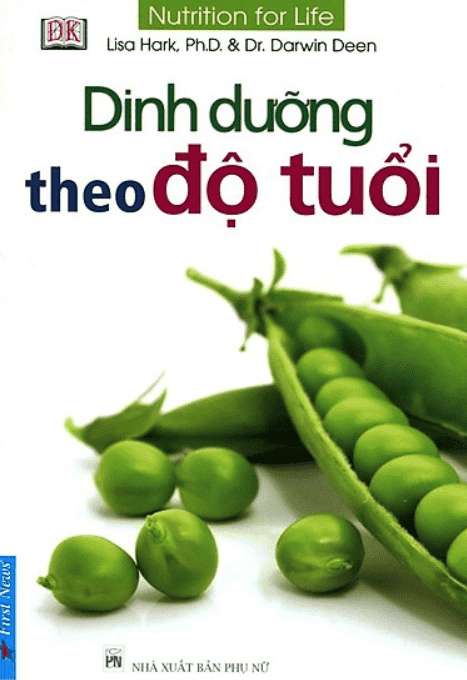 Nutrition for Life
DK
Lisa Hark, Ph.D. & Dr. Darwin Deen
Dinh dưỡng
theo độ tuổi
First News
PN
NHÀ XUẤT BẢN PHỤ NỮ